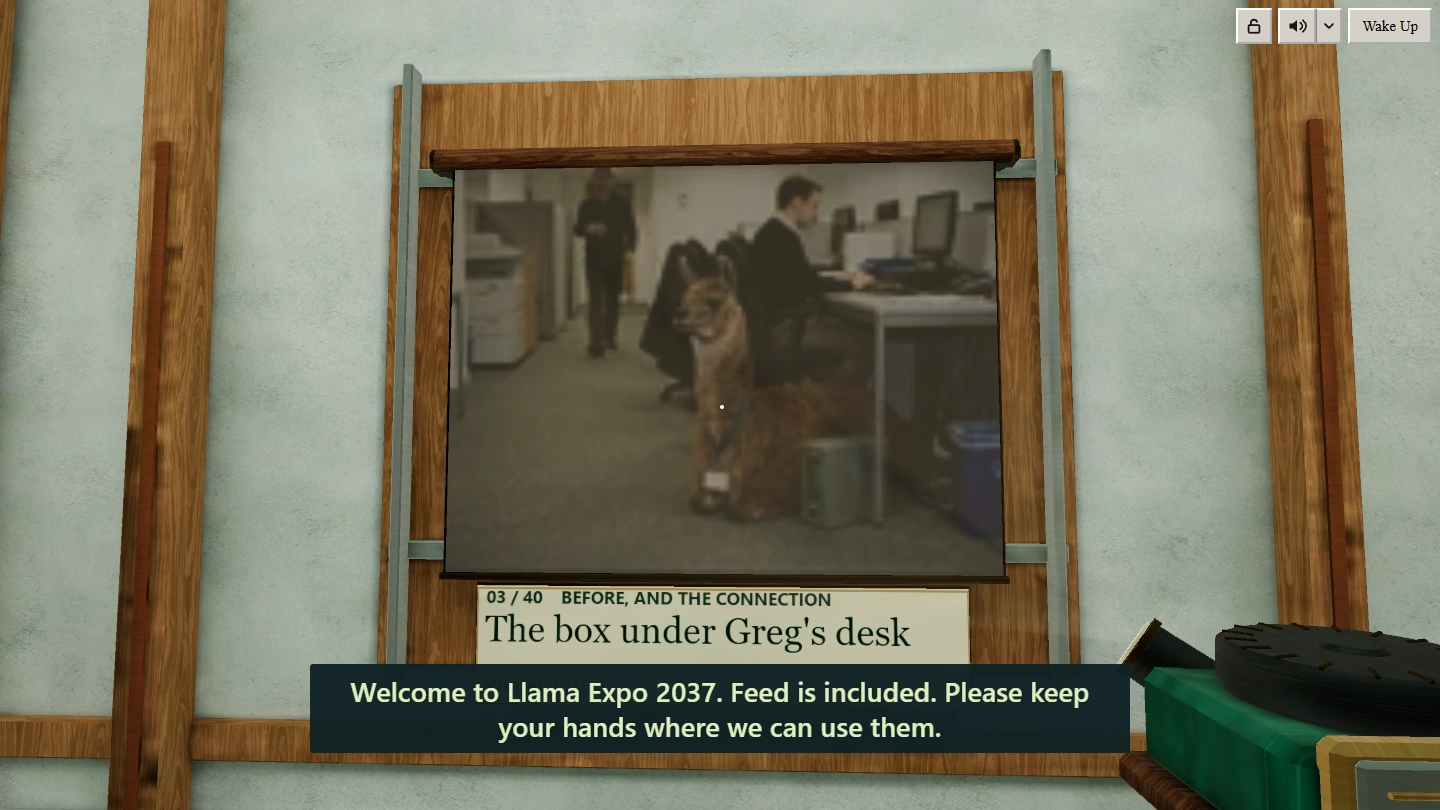 Wake Up
03 / 40 BEFORE, AND THE CONNECTION
The box under Greg's desk
Welcome to Llama Expo 2037. Feed is included. Please keep
your hands where we can use them.